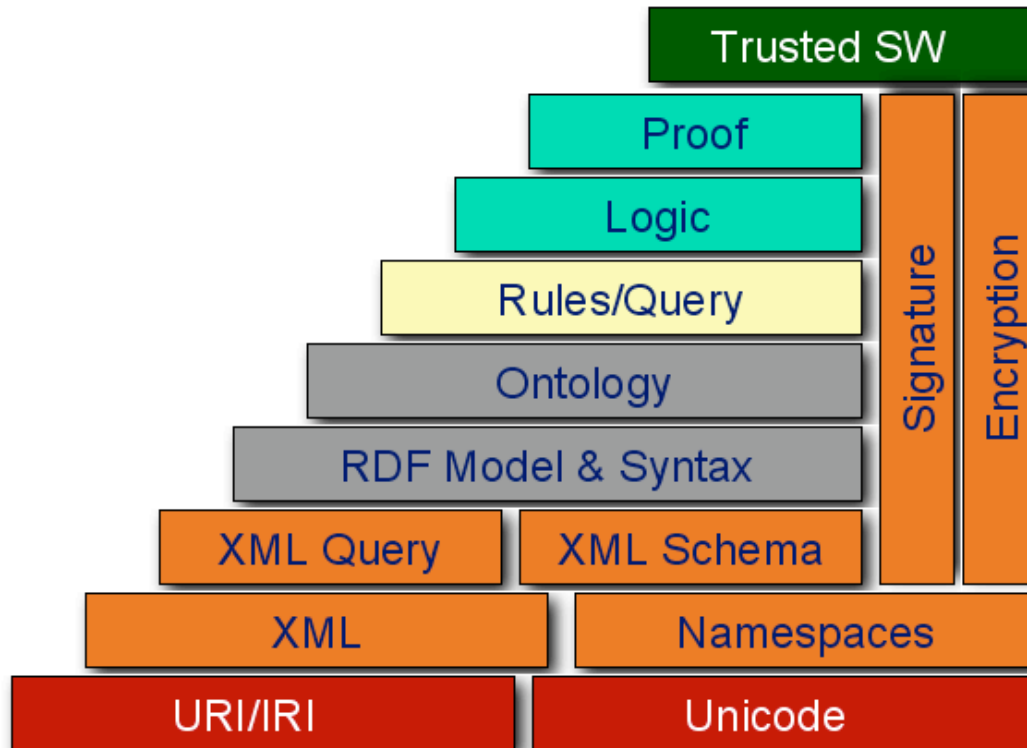 Trusted SW
Proof
Logic
Rules/Query
Ontology
RDF Model & Syntax
Signature
Encryption
XML Query
XML Schema
XML
Namespaces
URI/IRI
Unicode